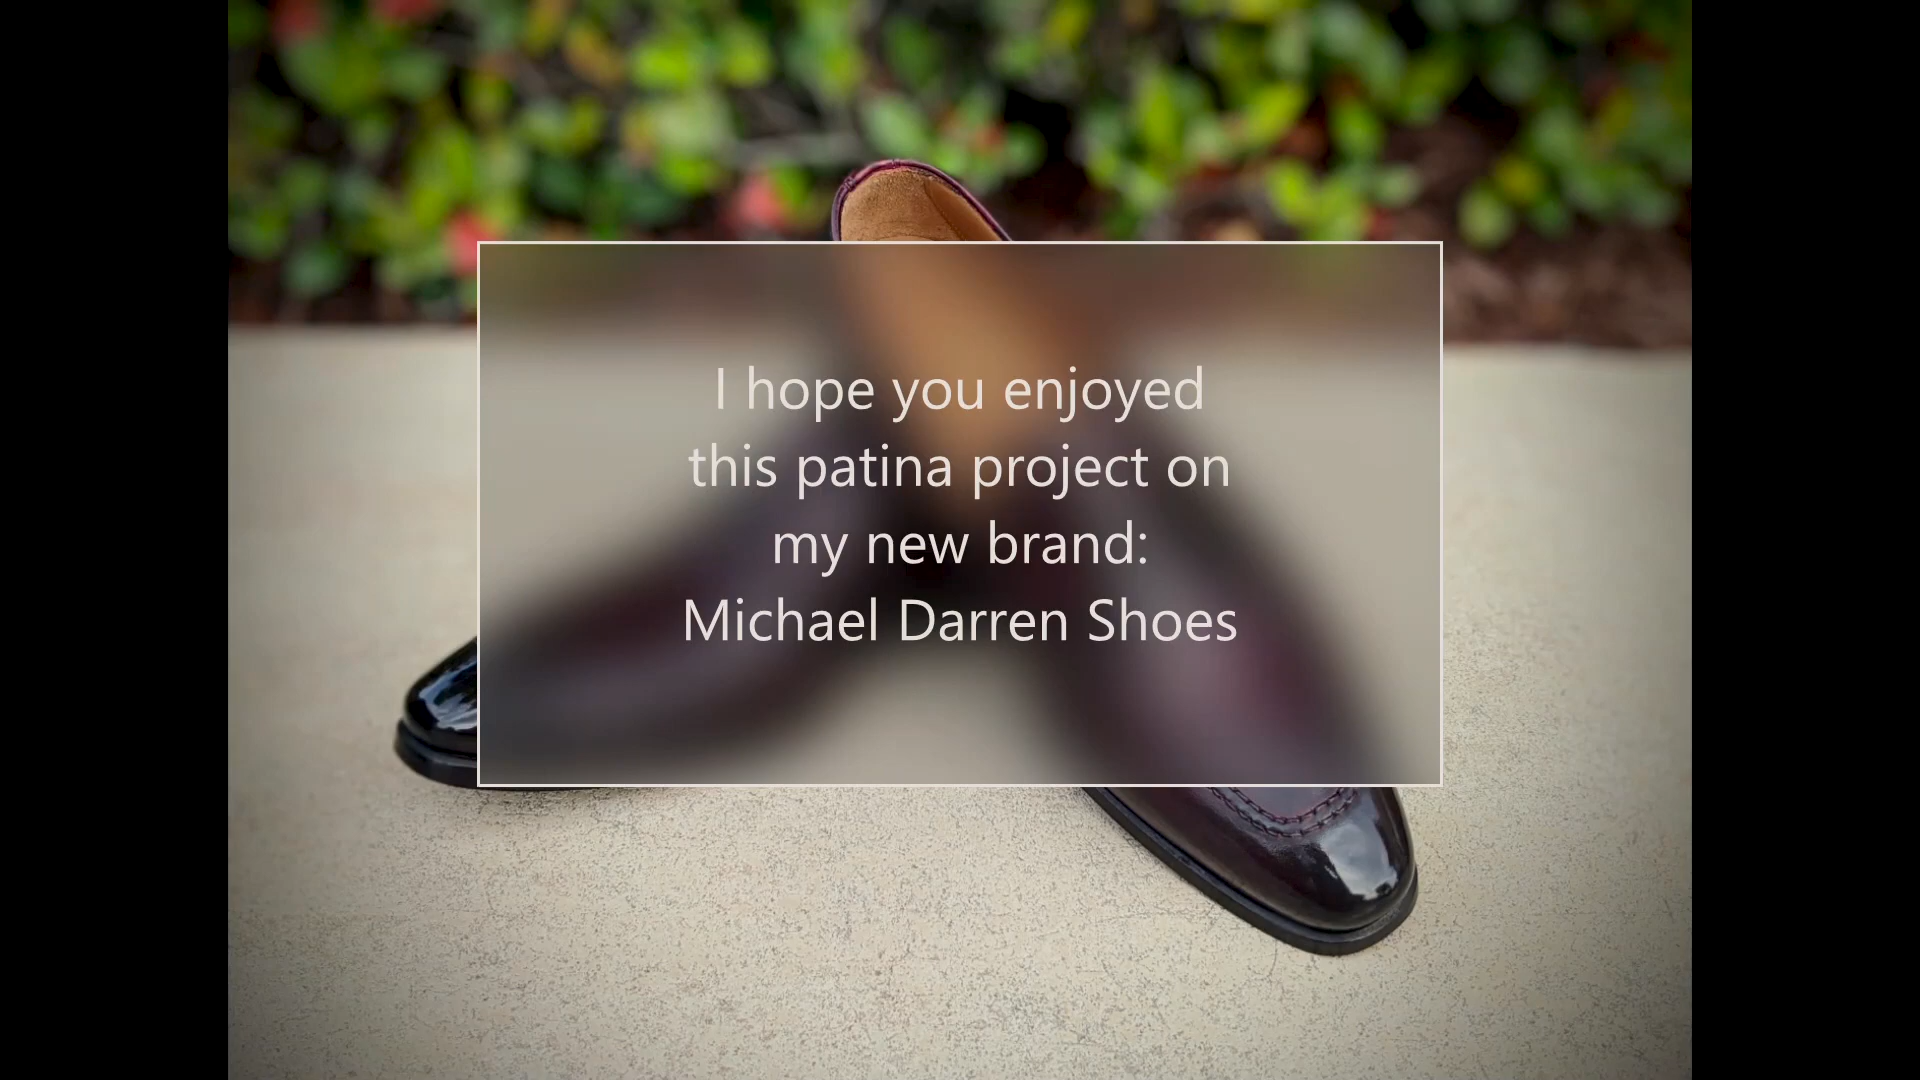 I hope you enjoyed
this patina project on
my new brand:
Michael Darren Shoes